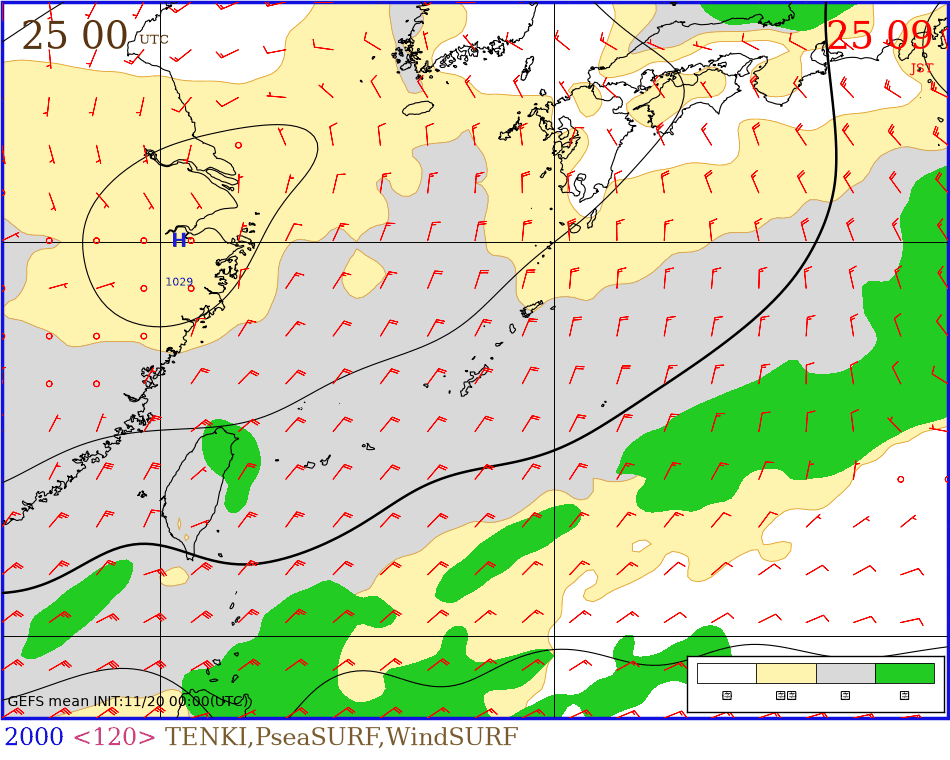 25 00 UTC
25 09 JST
H
1029
GEFS mean INIT:11/20 00:00(UTC)
2000 <120> TENKI,PseaSURF,WindSURF